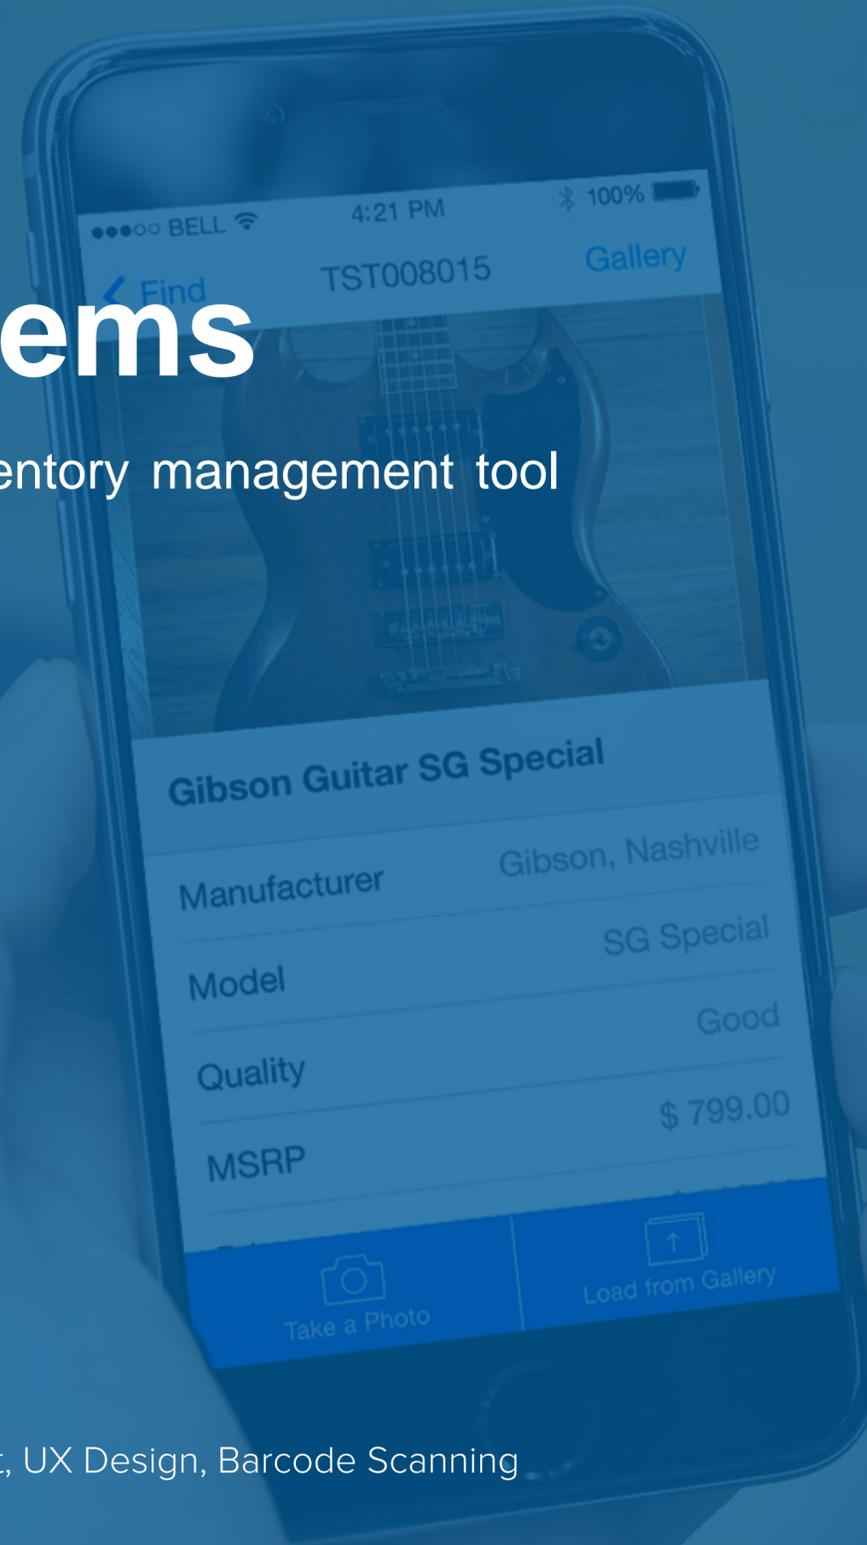 BELL 4:21 PM 100%
Find TST008015 Gallery
ems
entory management tool
Gibson Guitar SG Special
Manufacturer Gibson, Nashville
Model SG Special
Quality Good
MSRP $ 799.00
Take a Photo Load from Gallery
, UX Design, Barcode Scanning